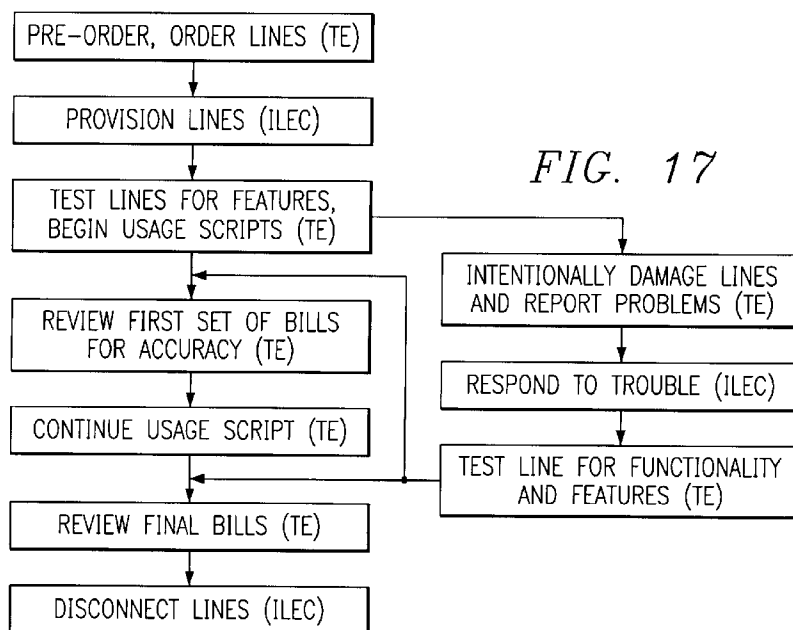 PRE-ORDER, ORDER LINES (TE)
PROVISION LINES (ILEC)
FIG. 17
TEST LINES FOR FEATURES,
BEGIN USAGE SCRIPTS (TE)
INTENTIONALLY DAMAGE LINES
AND REPORT PROBLEMS (TE)
REVIEW FIRST SET OF BILLS
FOR ACCURACY (TE)
RESPOND TO TROUBLE (ILEC)
CONTINUE USAGE SCRIPT (TE)
TEST LINE FOR FUNCTIONALITY
AND FEATURES (TE)
REVIEW FINAL BILLS (TE)
DISCONNECT LINES (ILEC)